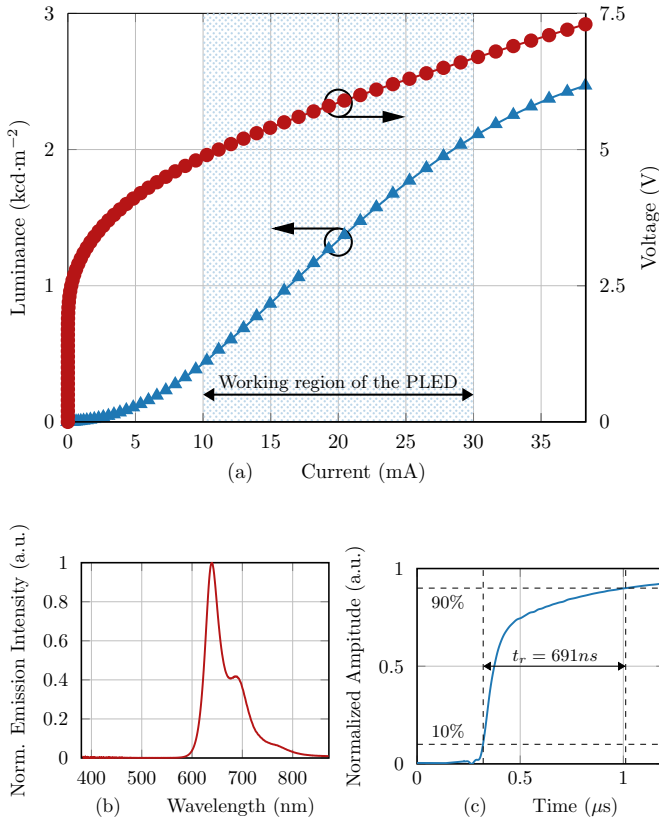 3
2
1
0
7.5
5
2.5
0
Luminance (kcd·m−2)
Voltage (V)
Working region of the PLED
0 5 10 15 20 25 30 35
(a) Current (mA)
Norm. Emission Intensity (a.u.)
1
0.8
0.6
0.4
0.2
0
400 500 600 700 800
(b) Wavelength (nm)
Normalized Ampitude (a.u.)
1
0.5
0
90%
tr = 691ns
10%
0 0.5 1
(c) Time (μs)